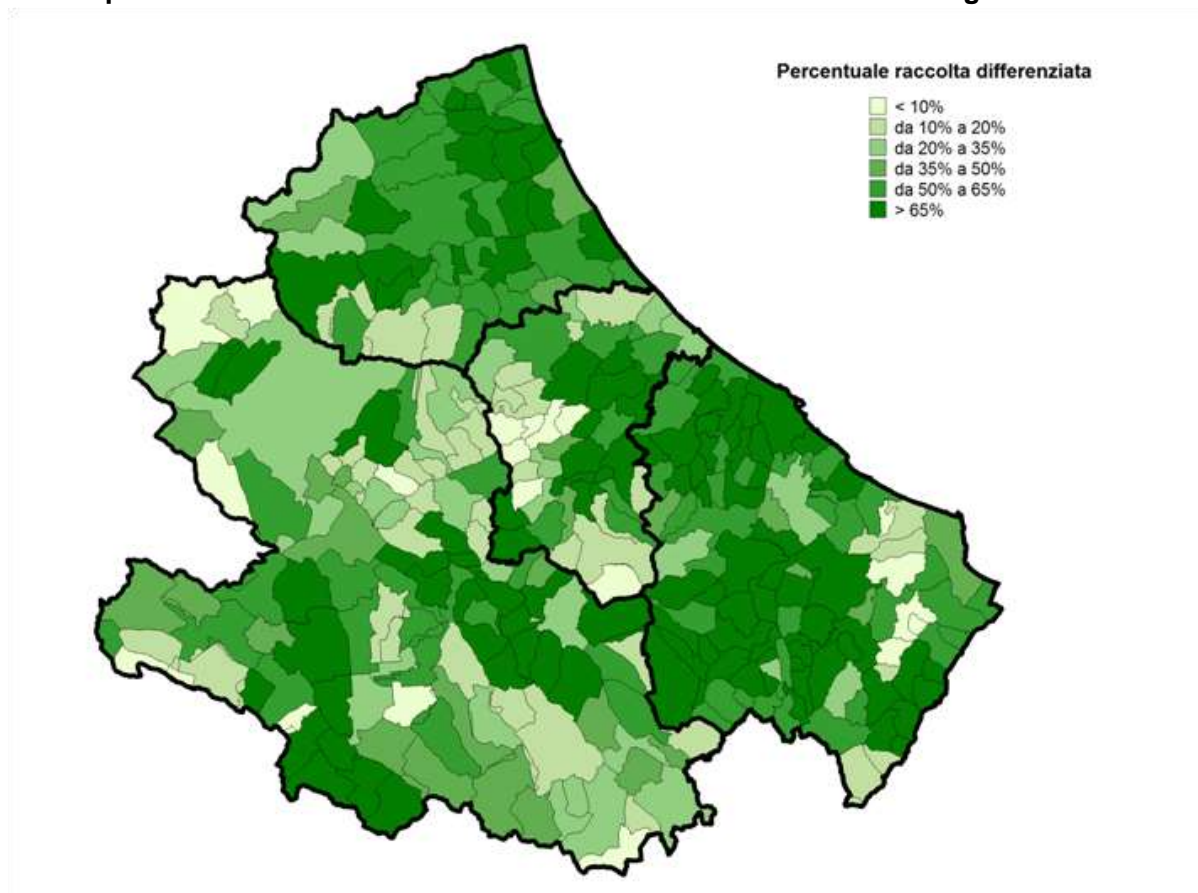 Percentuale raccolta differenziata
< 10%
da 10% a 20%
da 20% a 35%
da 35% a 50%
da 50% a 65%
> 65%